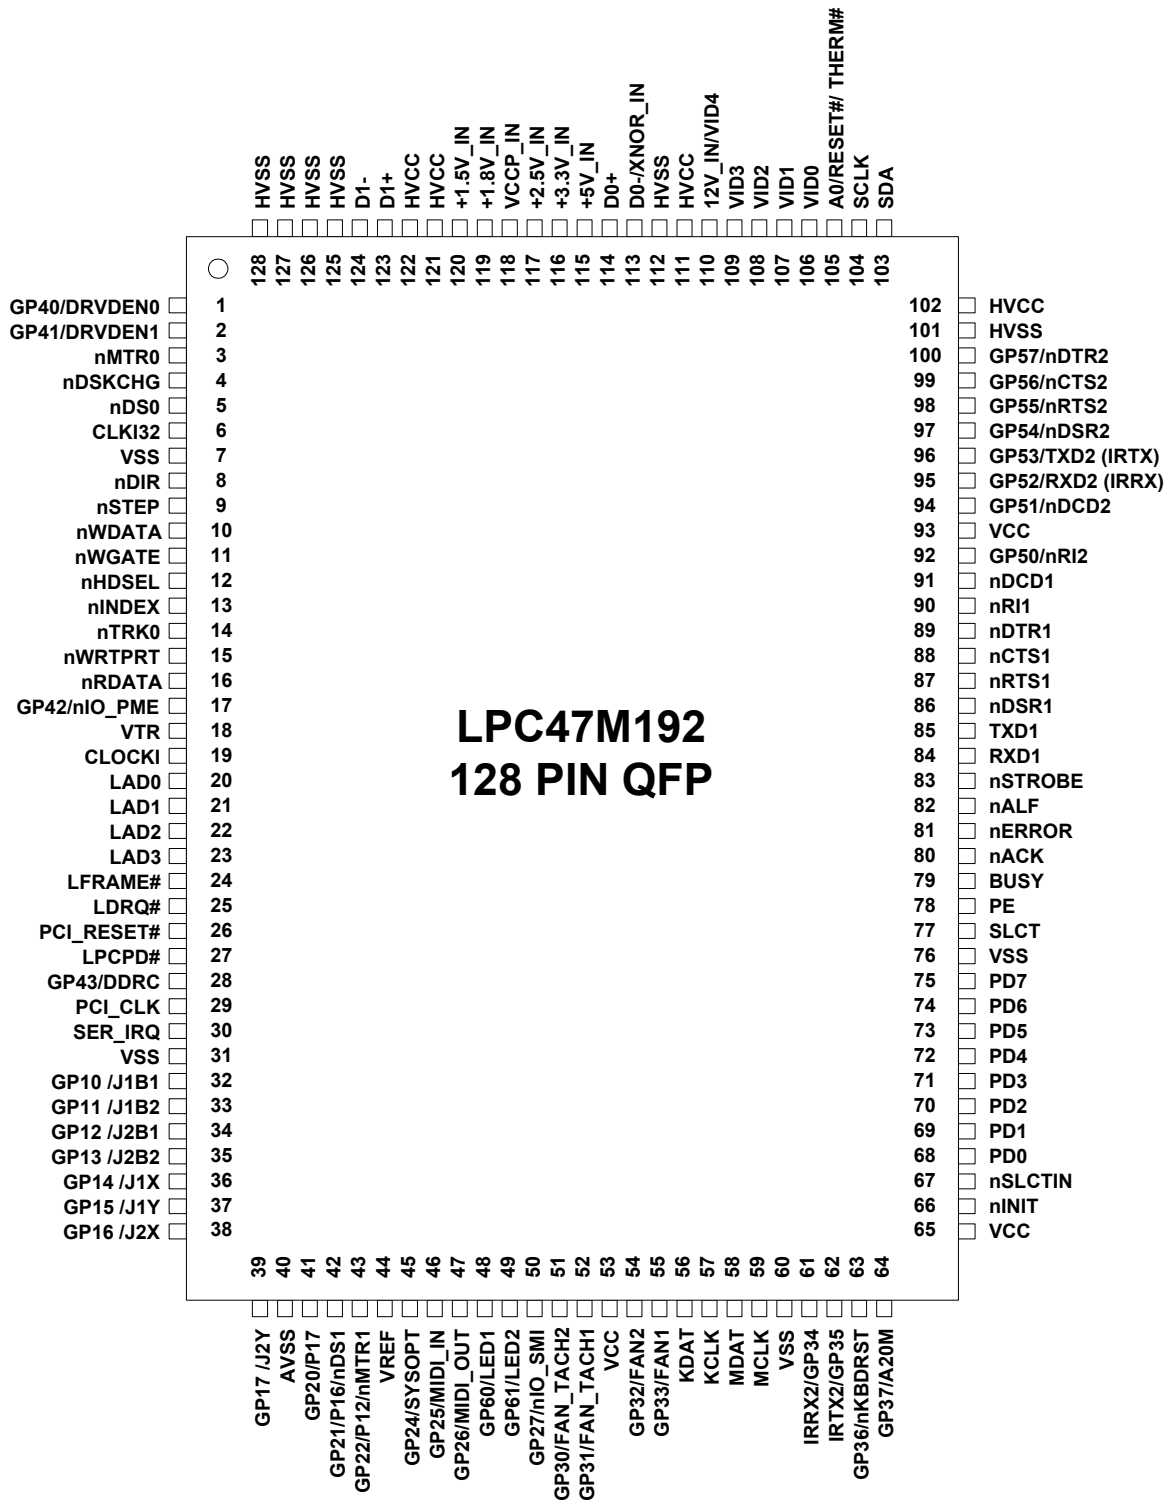 HVSS
HVSS
HVSS
HVSS
D1-
D1+
HVCC
HVCC
+1.5V_IN
+1.8V_IN
VCCP_IN
+2.5V_IN
+3.3V_IN
+5V_IN
D0+
D0-/XNOR_IN
HVSS
HVCC
12V_IN/VID4
VID3
VID2
VID1
VID0
A0/RESET#/ THERM#
SCLK
SDA
128
127
126
125
124
123
122
121
120
119
118
117
116
115
114
113
112
111
110
109
108
107
106
105
104
103
GP40/DRVDEN0 1
GP41/DRVDEN1 2
nMTR0 3
nDSKCHG 4
nDS0 5
CLKI32 6
VSS 7
nDIR 8
nSTEP 9
nWDATA 10
nWGATE 11
nHDSEL 12
nINDEX 13
nTRK0 14
nWRTPRT 15
nRDATA 16
GP42/nIO_PME 17
VTR 18
CLOCKI 19
LAD0 20
LAD1 21
LAD2 22
LAD3 23
LFRAME# 24
LDRQ# 25
PCI_RESET# 26
LPCPD# 27
GP43/DDRC 28
PCI_CLK 29
SER_IRQ 30
VSS 31
GP10 /J1B1 32
GP11 /J1B2 33
GP12 /J2B1 34
GP13 /J2B2 35
GP14 /J1X 36
GP15 /J1Y 37
GP16 /J2X 38
LPC47M192
128 PIN QFP
102 HVCC
101 HVSS
100 GP57/nDTR2
99 GP56/nCTS2
98 GP55/nRTS2
97 GP54/nDSR2
96 GP53/TXD2 (IRTX)
95 GP52/RXD2 (IRRX)
94 GP51/nDCD2
93 VCC
92 GP50/nRI2
91 nDCD1
90 nRI1
89 nDTR1
88 nCTS1
87 nRTS1
86 nDSR1
85 TXD1
84 RXD1
83 nSTROBE
82 nALF
81 nERROR
80 nACK
79 BUSY
78 PE
77 SLCT
76 VSS
75 PD7
74 PD6
73 PD5
72 PD4
71 PD3
70 PD2
69 PD1
68 PD0
67 nSLCTIN
66 nINIT
65 VCC
39
40
41
42
43
44
45
46
47
48
49
50
51
52
53
54
55
56
57
58
59
60
61
62
63
64
GP17 /J2Y
AVSS
GP20/P17
GP21/P16/nDS1
GP22/P12/nMTR1
VREF
GP24/SYSOPT
GP25/MIDI_IN
GP26/MIDI_OUT
GP60/LED1
GP61/LED2
GP27/nIO_SMI
GP30/FAN_TACH2
GP31/FAN_TACH1
VCC
GP32/FAN2
GP33/FAN1
KDAT
KCLK
MDAT
MCLK
VSS
IRRX2/GP34
IRTX2/GP35
GP36/nKBDRST
GP37/A20M